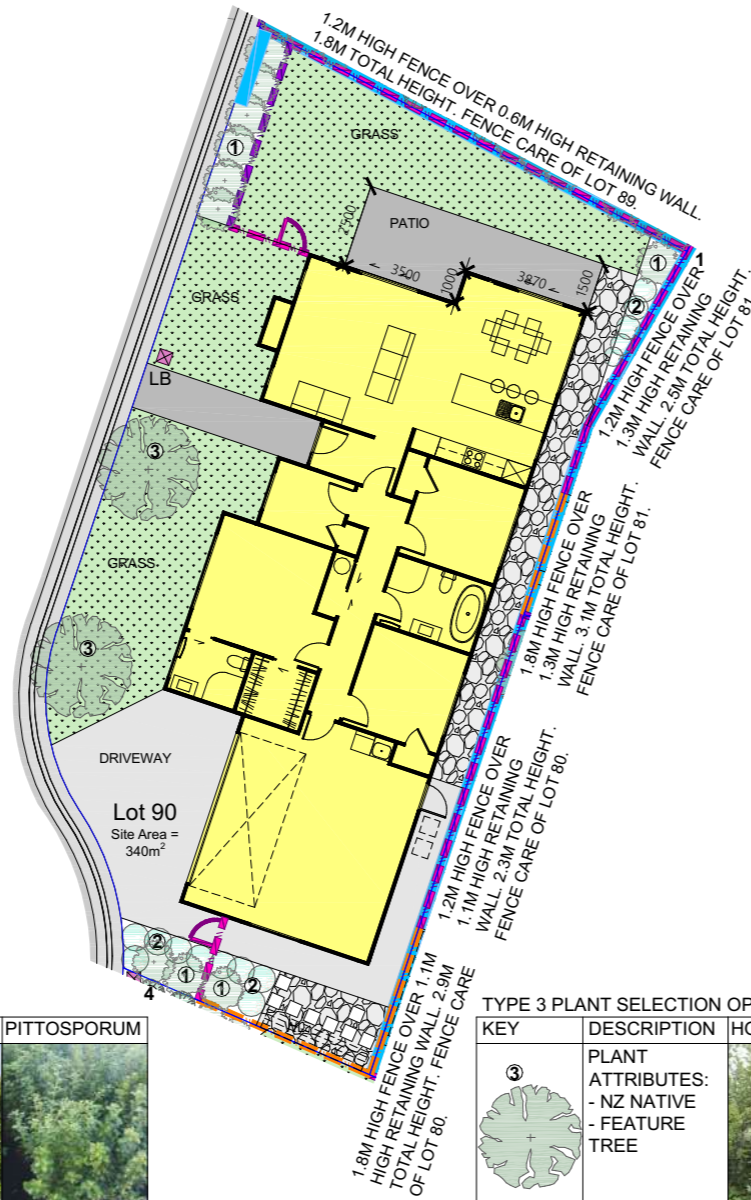 1.2M HIGH FENCE OVER 0.6M HIGH RETAINING WALL.
1.8M TOTAL HEIGHT. FENCE CARE OF LOT 89.
GRASS
1
PATIO
2500
3500
1000
3870
1500
1
1
2
1.2M HIGH FENCE OVER
1.3M HIGH RETAINING
WALL. 2.5M TOTAL HEIGHT.
FENCE CARE OF LOT 81.
GRASS
LB
3
1.8M HIGH FENCE OVER
1.3M HIGH RETAINING
WALL. 3.1M TOTAL HEIGHT.
FENCE CARE OF LOT 81.
GRASS
3
DRIVEWAY
Lot 90
Site Area =
340m²
1.2M HIGH FENCE OVER
1.1M HIGH RETAINING
WALL. 2.3M TOTAL HEIGHT.
FENCE CARE OF LOT 80.
2
1
1
2
4
1.8M HIGH FENCE OVER 1.1M
HIGH RETAINING WALL. 2.9M
TOTAL HEIGHT. FENCE CARE
OF LOT 80.
PITTOSPORUM
TYPE 3 PLANT SELECTION OP
KEY
DESCRIPTION
HO
3
PLANT
ATTRIBUTES:
- NZ NATIVE
- FEATURE
TREE